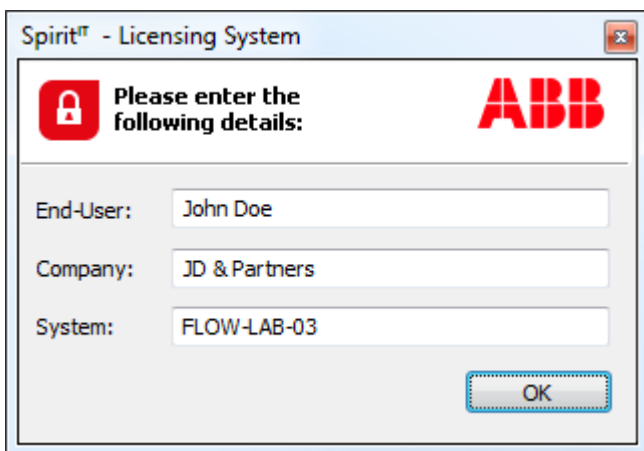 Spiritᴵᵀ - Licensing System
Please enter the
following details:
ABB
End-User: John Doe
Company: JD & Partners
System: FLOW-LAB-03
OK